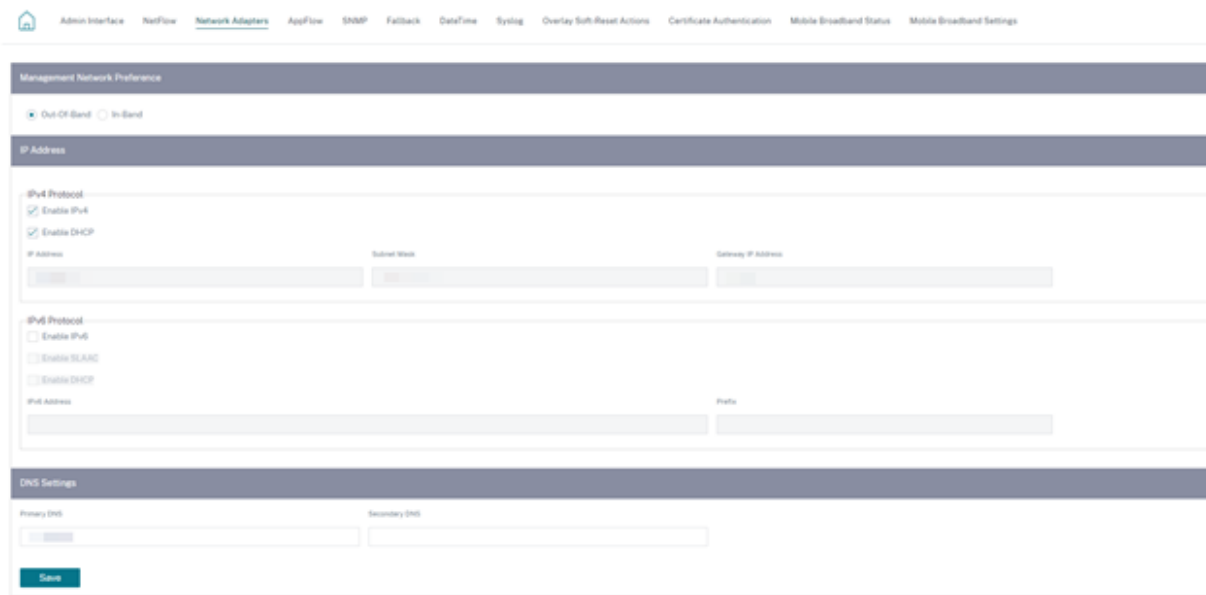 Admin Interface NetFlow Network Adapters AppFlow SNMP Fallback DateTime Syslog Overlay Soft-Reset Actions Certificate Authentication Mobile Broadband Status Mobile Broadband Settings
Management Network Preference
Out-Of-Band In-Band
IP Address
IPv4 Protocol
Enable IPv4
Enable DHCP
IP Address Subnet Mask Gateway IP Address
IPv6 Protocol
Enable IPv6
Enable SLAAC
Enable DHCP
IPv6 Address Prefix
DNS Settings
Primary DNS Secondary DNS
Save